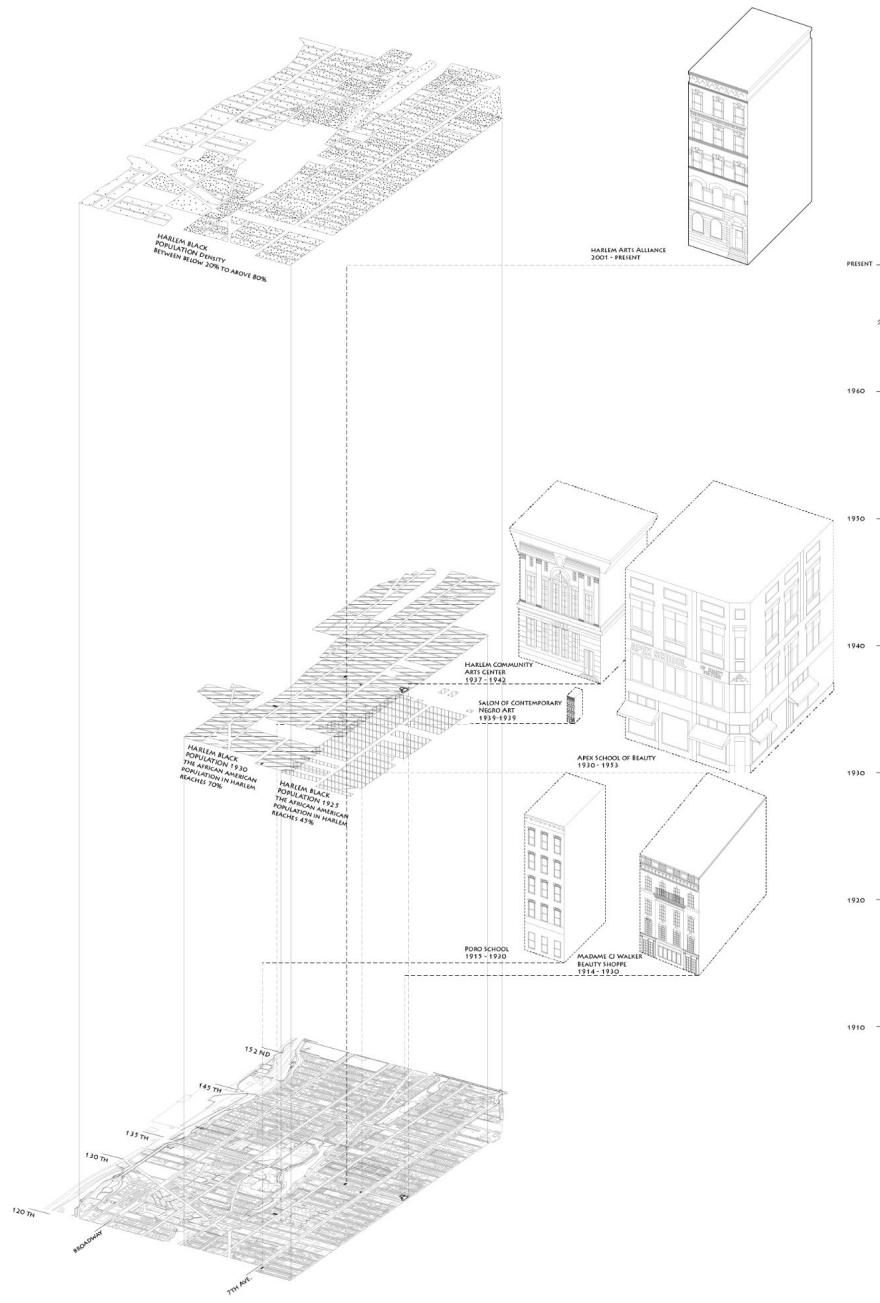 HARLEM BLACK
POPULATION DENSITY
BETWEEN BELOW 20% TO ABOVE 80%
HARLEM ARTS ALLIANCE
2001 - PRESENT
PRESENT
1960
1950
1940
HARLEM COMMUNITY
ARTS CENTER
1937 - 1942
APEX SCHOOL
SALON OF CONTEMPORARY
NEGRO ART
1939-1939
HARLEM BLACK
POPULATION 1930
THE AFRICAN AMERICAN
POPULATION IN HARLEM
REACHES 70%
HARLEM BLACK
POPULATION 1925
THE AFRICAN AMERICAN
POPULATION IN HARLEM
REACHES 45%
APEX SCHOOL OF BEAUTY
1930 - 1953
1930
1920
PORO SCHOOL
1915 - 1930
MADAME CJ WALKER
BEAUTY SHOPPE
1914 - 1930
1910
152 ND
145 TH
135 TH
130 TH
120 TH
BROADWAY
7TH AVE.